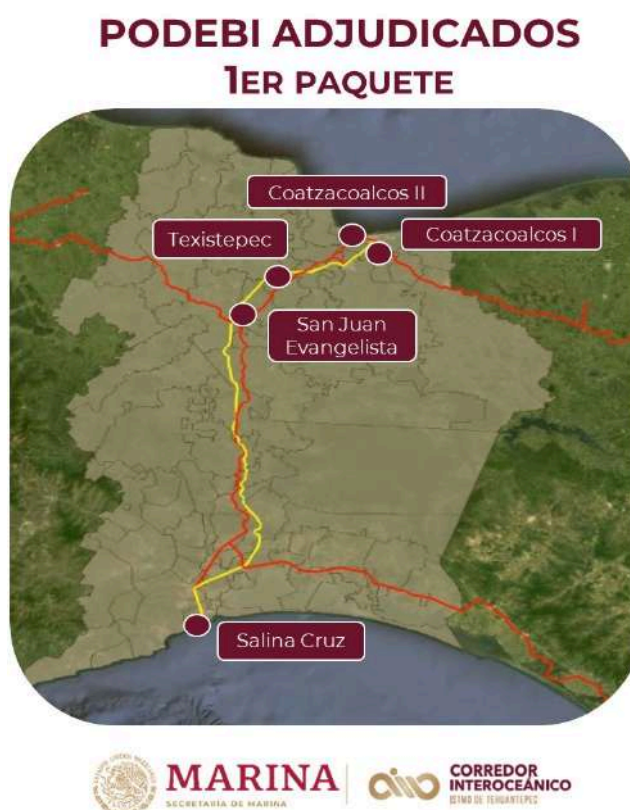 PODEBI ADJUDICADOS
1ER PAQUETE
Coatzacoalcos II
Texistepec
Coatzacoalcos I
San Juan
Evangelista
Salina Cruz
MARINA
SECRETARÍA DE MARINA
CORREDOR
INTEROCEÁNICO
ISTMO DE TEHUANTEPEC